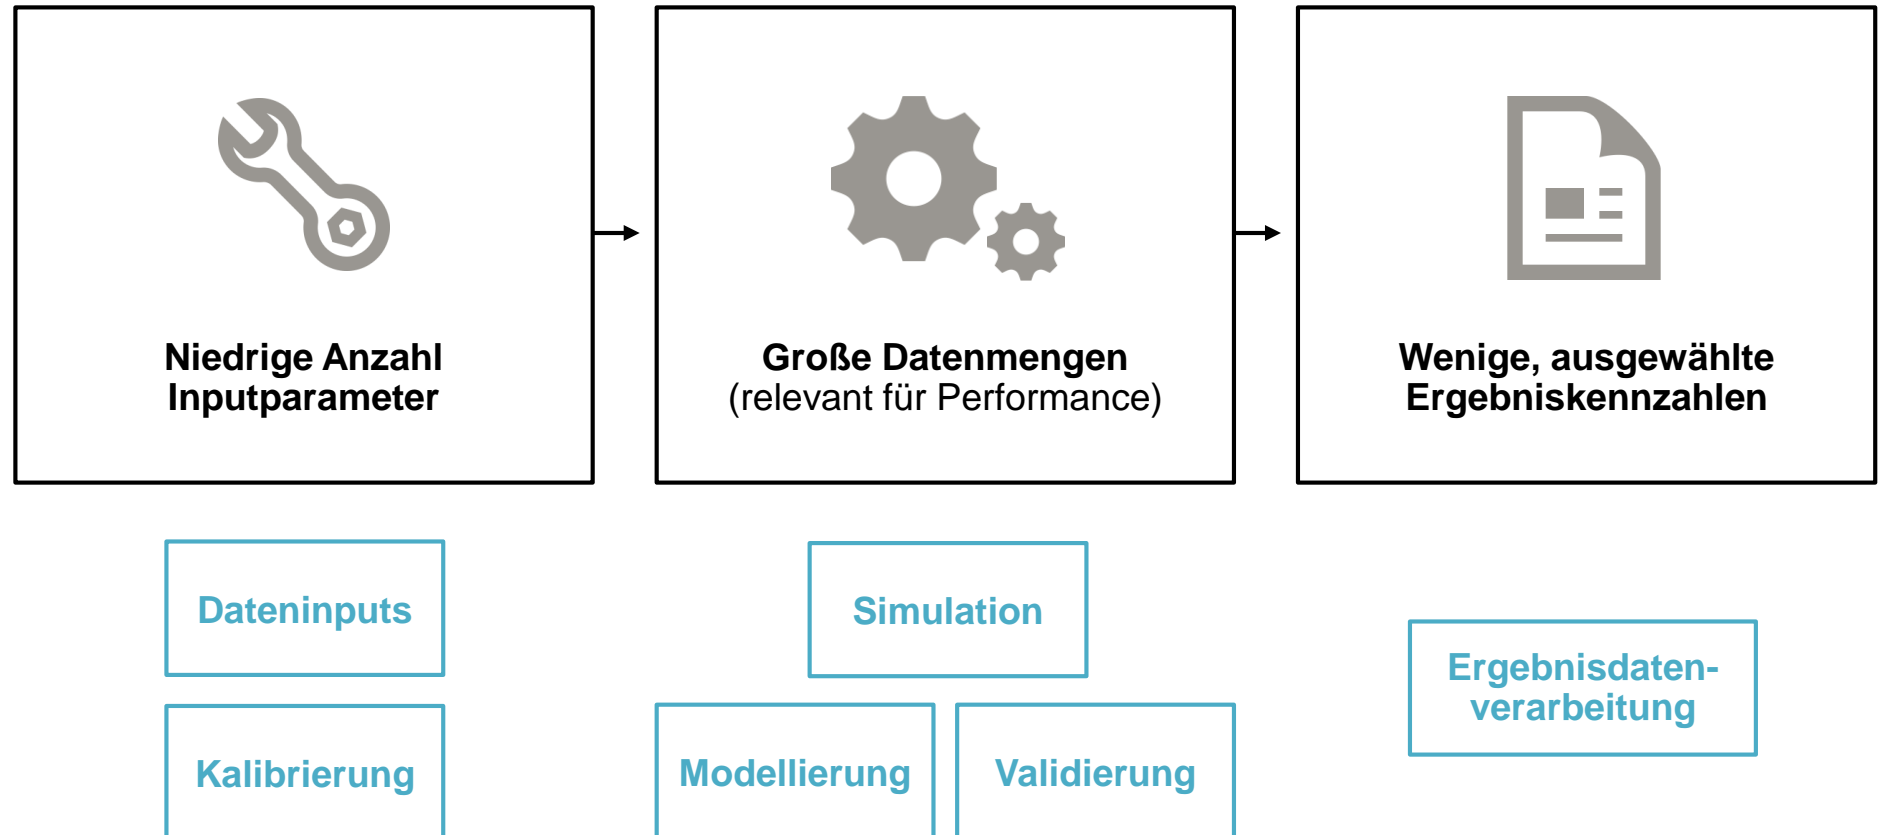 Niedrige Anzahl
Inputparameter
Große Datenmengen
(relevant für Performance)
Wenige, ausgewählte
Ergebniskennzahlen
Dateninputs
Kalibrierung
Simulation
Modellierung
Validierung
Ergebnisdaten-
verarbeitung